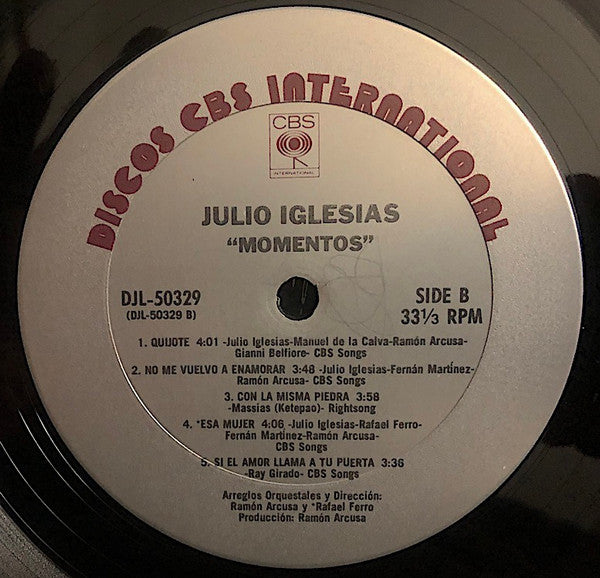 DISCOS CBS INTERNATIONAL
CBS
INTERNATIONAL
JULIO IGLESIAS
"MOMENTOS"
DJL-50329
(DJL-50329 B)
SIDE B
33⅓ RPM
1. QUIJOTE 4:01 -Julio Iglesias-Manuel de la Calva-Ramón Arcusa-
Gianni Belfiore- CBS Songs
2. NO ME VUELVO A ENAMORAR 3:48 -Julio Iglesias-Fernán Martínez-
Ramón Arcusa- CBS Songs
3. CON LA MISMA PIEDRA 3:58
-Massias (Ketepao)- Rightsong
4. *ESA MUJER 4:06 -Julio Iglesias-Rafael Ferro-
Fernán Martínez-Ramón Arcusa-
CBS Songs
5. SI EL AMOR LLAMA A TU PUERTA 3:36
-Ray Girado- CBS Songs
Arreglos Orquestales y Dirección:
Ramón Arcusa y *Rafael Ferro
Producción: Ramón Arcusa